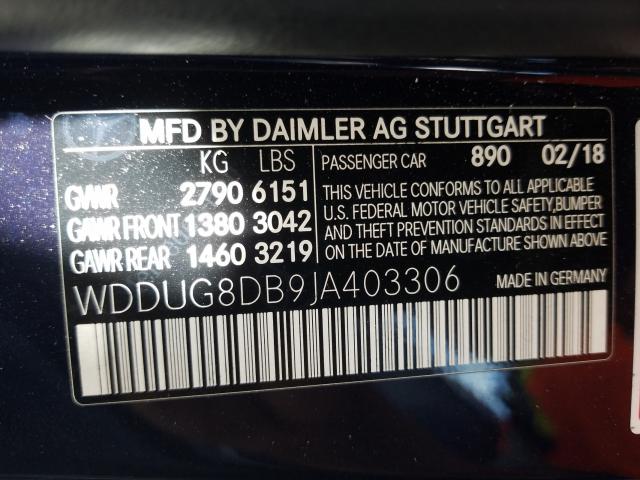 MFD BY DAIMLER AG STUTTGART
KG LBS
GVWR 2790 6151
GAWR FRONT 1380 3042
GAWR REAR 1460 3219
PASSENGER CAR 890 02/18
THIS VEHICLE CONFORMS TO ALL APPLICABLE
U.S. FEDERAL MOTOR VEHICLE SAFETY,BUMPER
AND THEFT PREVENTION STANDARDS IN EFFECT
ON THE DATE OF MANUFACTURE SHOWN ABOVE.
WDDUG8DB9JA403306
MADE IN GERMANY